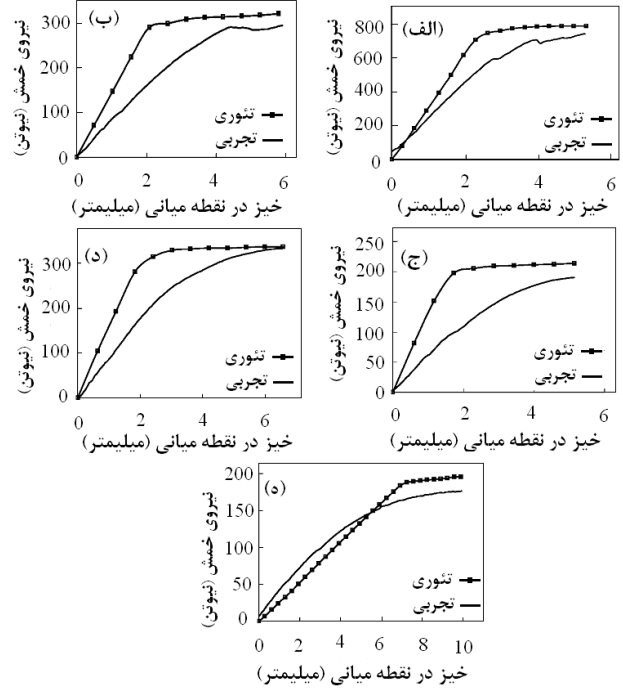 (الف)
نیروی خمش (نیوتن)
800
600
400
200
0
تئوری
تجربی
0 2 4 6
خیز در نقطه میانی (میلیمتر)
(ب)
نیروی خمش (نیوتن)
300
200
100
0
تئوری
تجربی
0 2 4 6
خیز در نقطه میانی (میلیمتر)
(ج)
نیروی خمش (نیوتن)
250
200
150
100
50
0
تئوری
تجربی
0 2 4 6
خیز در نقطه میانی (میلیمتر)
(د)
نیروی خمش (نیوتن)
300
200
100
0
تئوری
تجربی
0 2 4 6
خیز در نقطه میانی (میلیمتر)
(ه)
نیروی خمش (نیوتن)
200
150
100
50
0
تئوری
تجربی
0 2 4 6 8 10
خیز در نقطه میانی (میلیمتر)